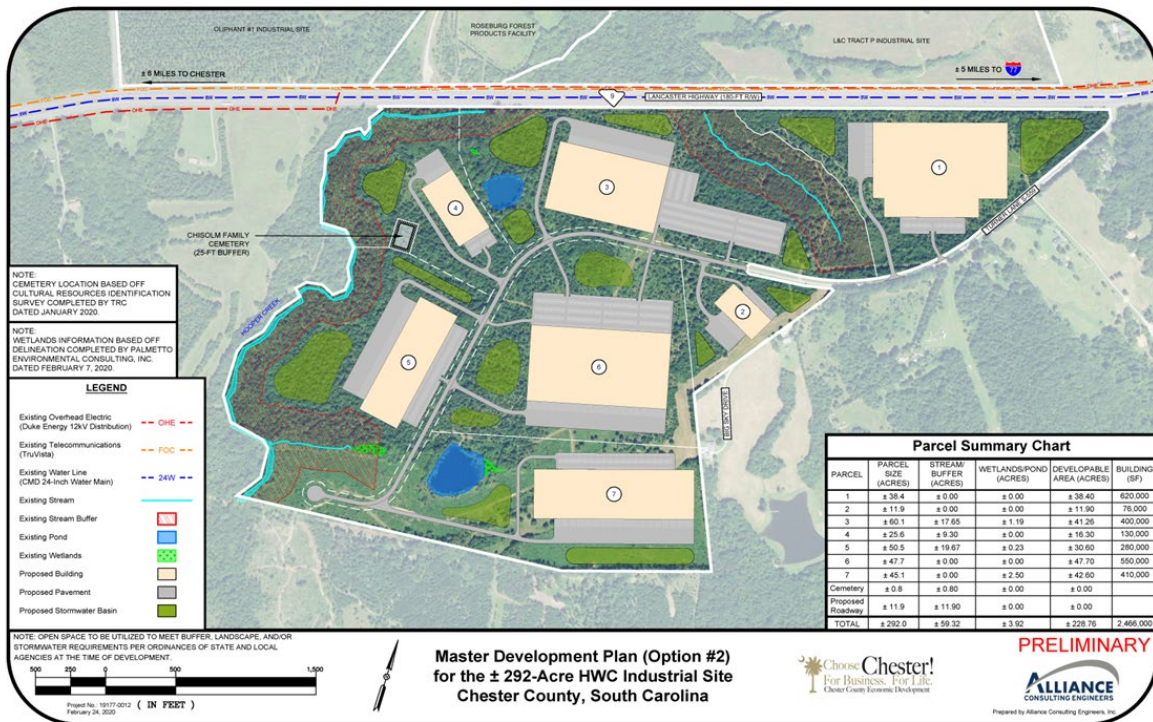 OLIPHANT #1 INDUSTRIAL SITE
ROSEBURG FOREST
PRODUCTS FACILITY
L&C TRACT P INDUSTRIAL SITE
± 6 MILES TO CHESTER
± 5 MILES TO 77
FOC
BW
OHE
9
LANCASTER HIGHWAY (180-FT R/W)
1
3
4
TURNER LANE S-559
CHISOLM FAMILY
CEMETERY
(25-FT BUFFER)
HOOPER CREEK
2
5
6
BIG SKY DRIVE
7
NOTE:
CEMETERY LOCATION BASED OFF
CULTURAL RESOURCES IDENTIFICATION
SURVEY COMPLETED BY TRC
DATED JANUARY 2020.
NOTE:
WETLANDS INFORMATION BASED OFF
DELINEATION COMPLETED BY PALMETTO
ENVIRONMENTAL CONSULTING, INC.
DATED FEBRUARY 7, 2020.
LEGEND
Existing Overhead Electric
(Duke Energy 12kV Distribution)
OHE
Existing Telecommunications
(TruVista)
FOC
Existing Water Line
(CMD 24-Inch Water Main)
24W
Existing Stream
Existing Stream Buffer
Existing Pond
Existing Wetlands
Proposed Building
Proposed Pavement
Proposed Stormwater Basin
Parcel Summary Chart
PARCEL PARCEL SIZE (ACRES) STREAM/ BUFFER (ACRES) WETLANDS/POND (ACRES) DEVELOPABLE AREA (ACRES) BUILDING (SF)
1 ± 38.4 ± 0.00 ± 0.00 ± 38.40 620,000
2 ± 11.9 ± 0.00 ± 0.00 ± 11.90 76,000
3 ± 60.1 ± 17.65 ± 1.19 ± 41.26 400,000
4 ± 25.6 ± 9.30 ± 0.00 ± 16.30 130,000
5 ± 50.5 ± 19.67 ± 0.23 ± 30.60 280,000
6 ± 47.7 ± 0.00 ± 0.00 ± 47.70 550,000
7 ± 45.1 ± 0.00 ± 2.50 ± 42.60 410,000
Cemetery ± 0.8 ± 0.80 ± 0.00 ± 0.00
Proposed Roadway ± 11.9 ± 11.90 ± 0.00 ± 0.00
TOTAL ± 292.0 ± 59.32 ± 3.92 ± 228.76 2,466,000
NOTE: OPEN SPACE TO BE UTILIZED TO MEET BUFFER, LANDSCAPE, AND/OR
STORMWATER REQUIREMENTS PER ORDINANCES OF STATE AND LOCAL
AGENCIES AT THE TIME OF DEVELOPMENT.
500 250 0 500 1,500
( IN FEET )
Project No.: 19177-0012
February 24, 2020
Master Development Plan (Option #2)
for the ± 292-Acre HWC Industrial Site
Chester County, South Carolina
Choose Chester!
For Business. For Life.
Chester County Economic Development
PRELIMINARY
ALLIANCE
CONSULTING ENGINEERS
Prepared by Alliance Consulting Engineers, Inc.